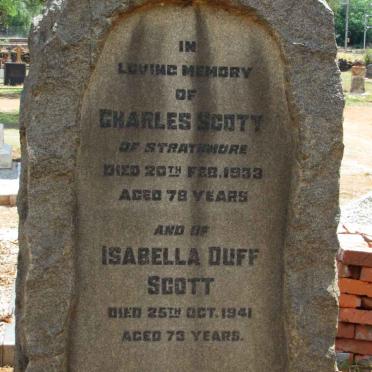 IN
LOVING MEMORY
OF
CHARLES SCOTT
OF STRATHMORE
DIED 20TH FEB. 1933
AGED 78 YEARS
AND OF
ISABELLA DUFF
SCOTT
DIED 25TH OCT. 1941
AGED 73 YEARS.